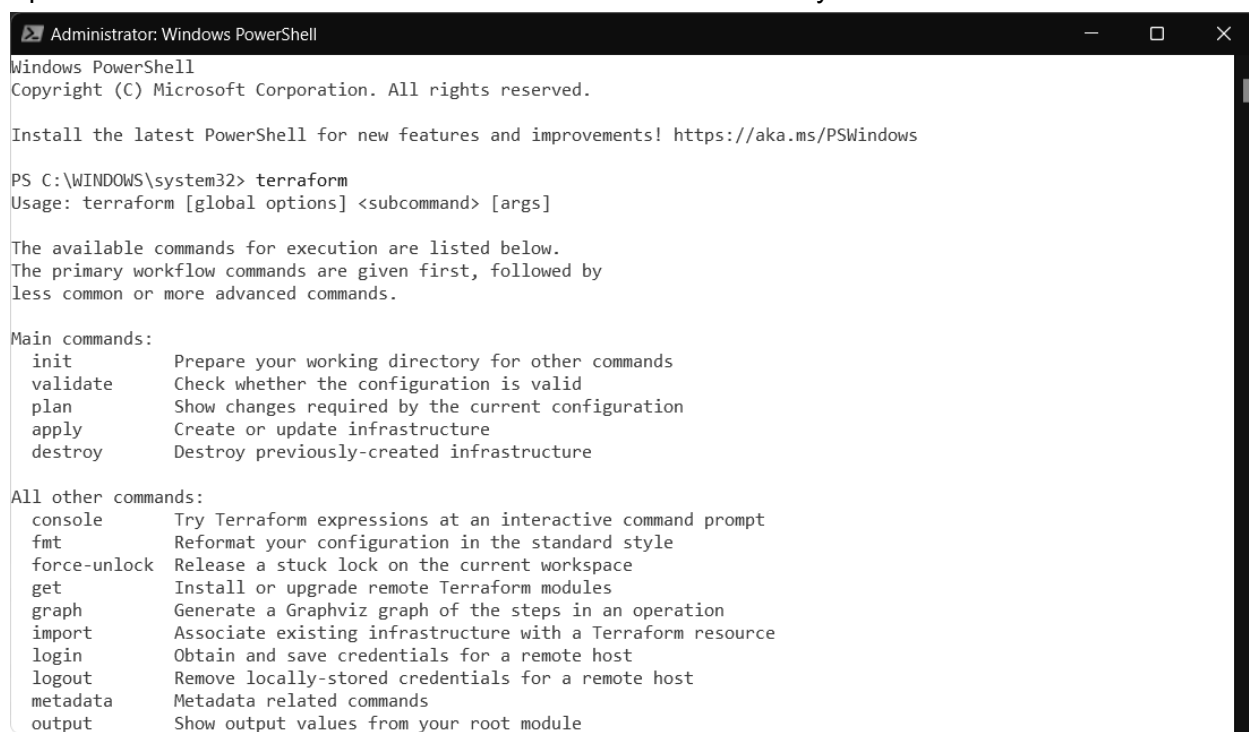 Administrator: Windows PowerShell
Windows PowerShell
Copyright (C) Microsoft Corporation. All rights reserved.
Install the latest PowerShell for new features and improvements! https://aka.ms/PSWindows
PS C:\WINDOWS\system32> terraform
Usage: terraform [global options] <subcommand> [args]
The available commands for execution are listed below.
The primary workflow commands are given first, followed by
less common or more advanced commands.
Main commands:
  init          Prepare your working directory for other commands
  validate      Check whether the configuration is valid
  plan          Show changes required by the current configuration
  apply         Create or update infrastructure
  destroy       Destroy previously-created infrastructure
All other commands:
  console       Try Terraform expressions at an interactive command prompt
  fmt           Reformat your configuration in the standard style
  force-unlock  Release a stuck lock on the current workspace
  get           Install or upgrade remote Terraform modules
  graph         Generate a Graphviz graph of the steps in an operation
  import        Associate existing infrastructure with a Terraform resource
  login         Obtain and save credentials for a remote host
  logout        Remove locally-stored credentials for a remote host
  metadata      Metadata related commands
  output        Show output values from your root module